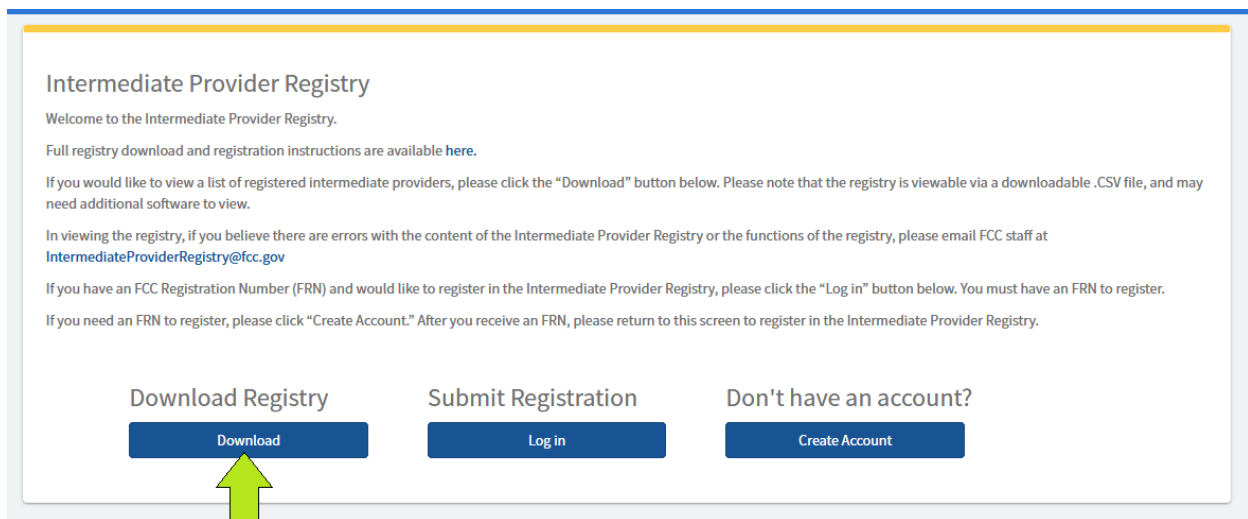 Intermediate Provider Registry
Welcome to the Intermediate Provider Registry.
Full registry download and registration instructions are available here.
If you would like to view a list of registered intermediate providers, please click the “Download” button below. Please note that the registry is viewable via a downloadable .CSV file, and may
need additional software to view.
In viewing the registry, if you believe there are errors with the content of the Intermediate Provider Registry or the functions of the registry, please email FCC staff at
IntermediateProviderRegistry@fcc.gov
If you have an FCC Registration Number (FRN) and would like to register in the Intermediate Provider Registry, please click the “Log in” button below. You must have an FRN to register.
If you need an FRN to register, please click “Create Account.” After you receive an FRN, please return to this screen to register in the Intermediate Provider Registry.
Download Registry
Download
Submit Registration
Log in
Don't have an account?
Create Account